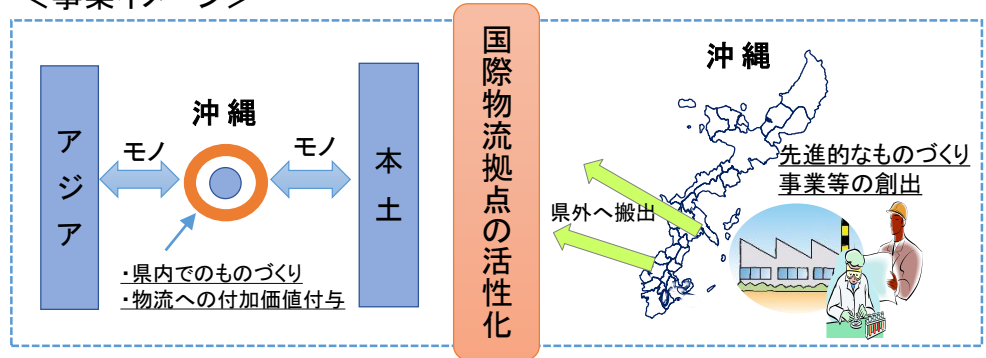 <事業イメージ>
アジア
モノ
沖縄
モノ
本土
・県内でのものづくり
・物流への付加価値付与
国際物流拠点の活性化
沖縄
先進的なものづくり
事業等の創出
県外へ搬出